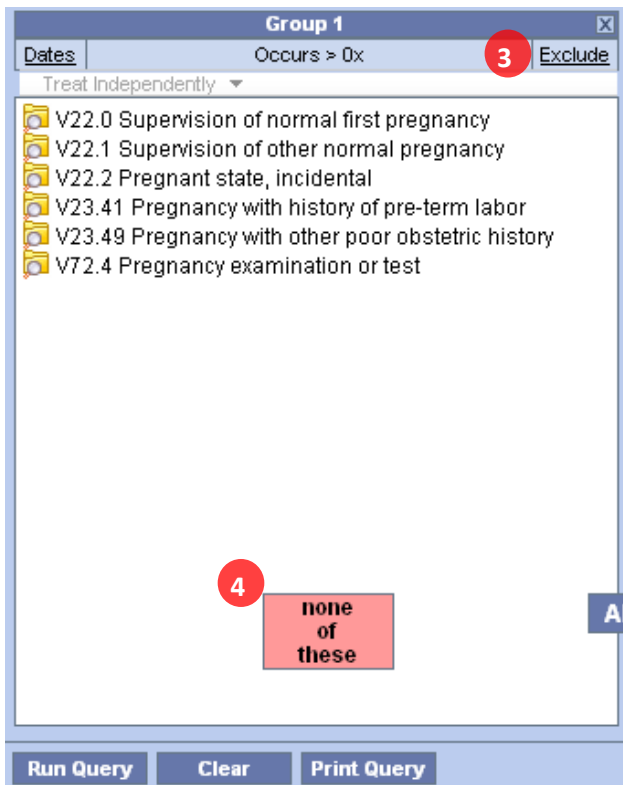 Group 1 X
Dates Occurs > 0x 3 Exclude
Treat Independently
V22.0 Supervision of normal first pregnancy
V22.1 Supervision of other normal pregnancy
V22.2 Pregnant state, incidental
V23.41 Pregnancy with history of pre-term labor
V23.49 Pregnancy with other poor obstetric history
V72.4 Pregnancy examination or test
4
none
of
these
Run Query Clear Print Query